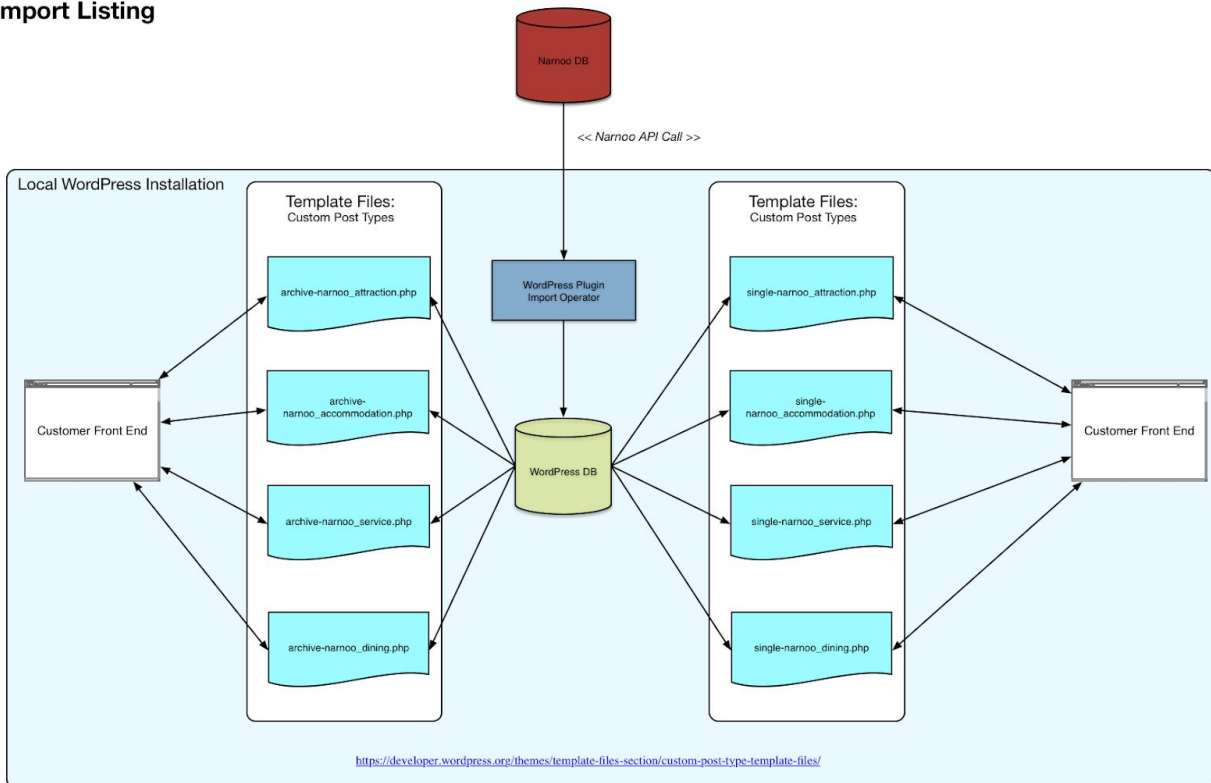 mport Listing
Narnoo DB
<< Narnoo API Call >>
Local WordPress Installation
Template Files:
Custom Post Types
Template Files:
Custom Post Types
archive-narnoo_attraction.php
WordPress Plugin
Import Operator
single-narnoo_attraction.php
archive-
narnoo_accommodation.php
single-
narnoo_accommodation.php
Customer Front End
Customer Front End
WordPress DB
archive-narnoo_service.php
single-narnoo_service.php
archive-narnoo_dining.php
single-narnoo_dining.php
https://developer.wordpress.org/themes/template-files-section/custom-post-type-template-files/